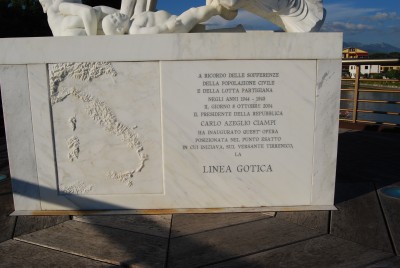 A RICORDO DELLE SOFFERENZE
DELLA POPOLAZIONE CIVILE
E DELLA LOTTA PARTIGIANA
NEGLI ANNI 1944 - 1945
IL GIORNO 8 OTTOBRE 2004
IL PRESIDENTE DELLA REPUBBLICA
CARLO AZEGLIO CIAMPI
HA INAUGURATO QUEST'OPERA
POSIZIONATA NEL PUNTO ESATTO
IN CUI INIZIAVA, SUL VERSANTE TIRRENICO,
LA
LINEA GOTICA